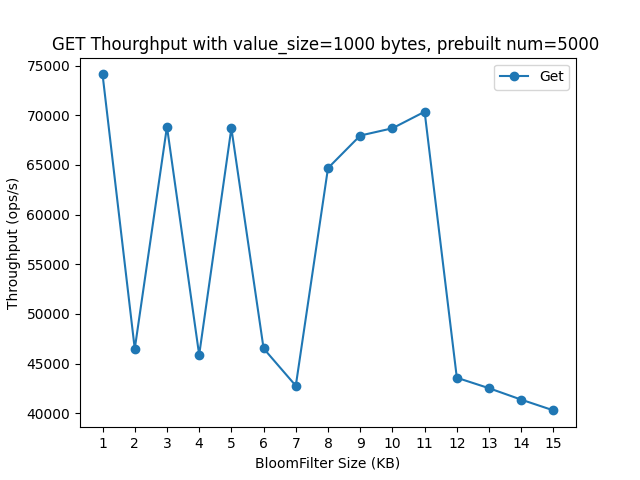 GET Thourghput with value_size=1000 bytes, prebuilt num=5000
75000
70000
65000
60000
55000
50000
45000
40000
Throughput (ops/s)
Get
1 2 3 4 5 6 7 8 9 10 11 12 13 14 15
BloomFilter Size (KB)